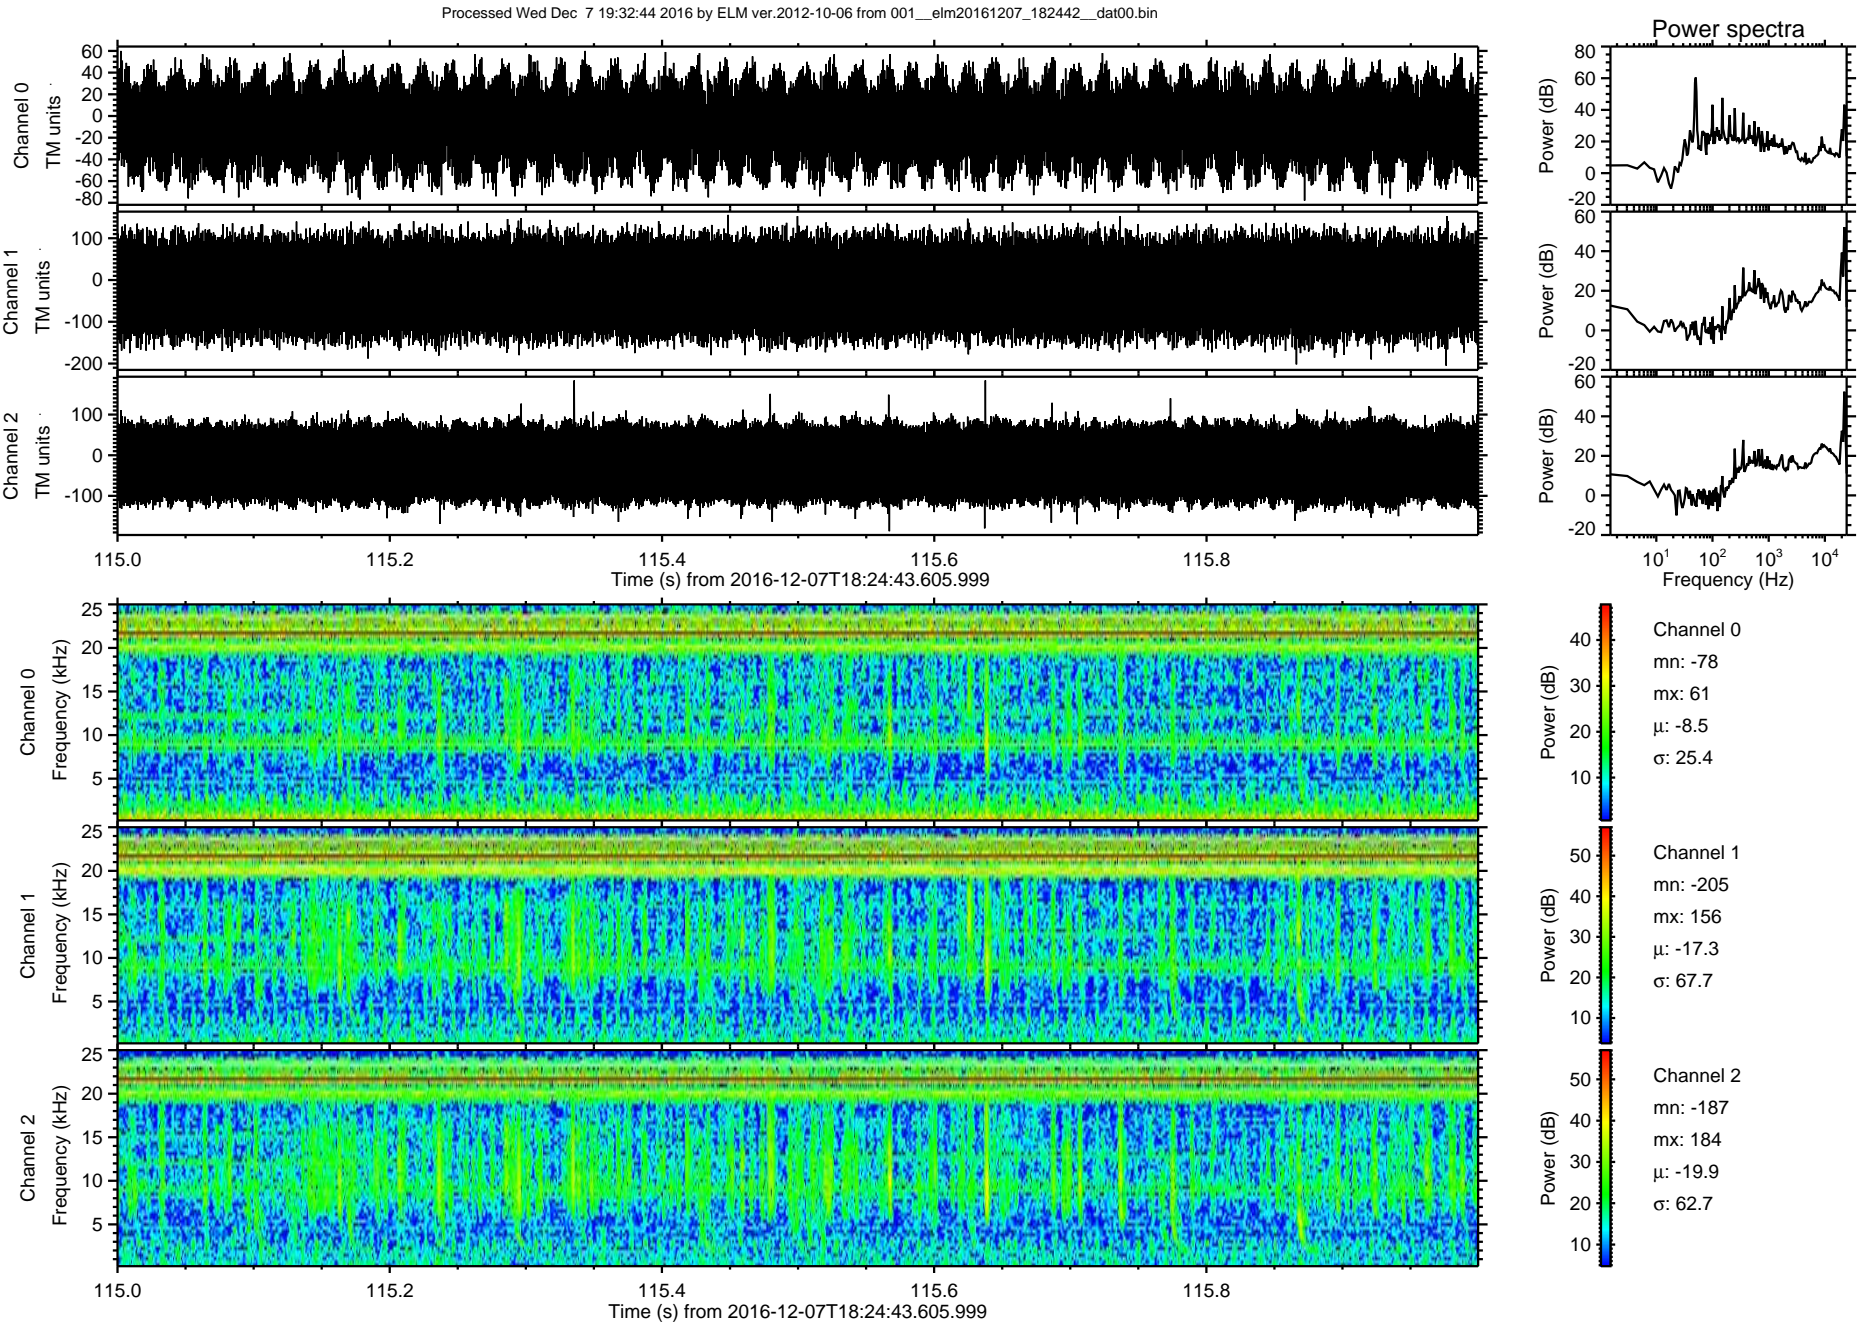 Processed Wed Dec  7 19:32:44 2016 by ELM ver.2012-10-06 from 001__elm20161207_182442__dat00.bin
Power spectra
Channel 0
TM units
60
40
20
0
-20
-40
-60
-80
Power (dB)
80
60
40
20
0
-20
Channel 1
TM units
100
0
-100
-200
Power (dB)
60
40
20
0
-20
Channel 2
TM units
100
0
-100
Power (dB)
60
40
20
0
-20
115.0 115.2 115.4 115.6 115.8
Time (s) from 2016-12-07T18:24:43.605.999
10^1 10^2 10^3 10^4
Frequency (Hz)
Channel 0
Frequency (kHz)
25
20
15
10
5
Power (dB)
40
30
20
10
Channel 0
mn: -78
mx: 61
μ: -8.5
σ: 25.4
Channel 1
Frequency (kHz)
25
20
15
10
5
Power (dB)
50
40
30
20
10
Channel 1
mn: -205
mx: 156
μ: -17.3
σ: 67.7
Channel 2
Frequency (kHz)
25
20
15
10
5
Power (dB)
50
40
30
20
10
Channel 2
mn: -187
mx: 184
μ: -19.9
σ: 62.7
115.0 115.2 115.4 115.6 115.8
Time (s) from 2016-12-07T18:24:43.605.999